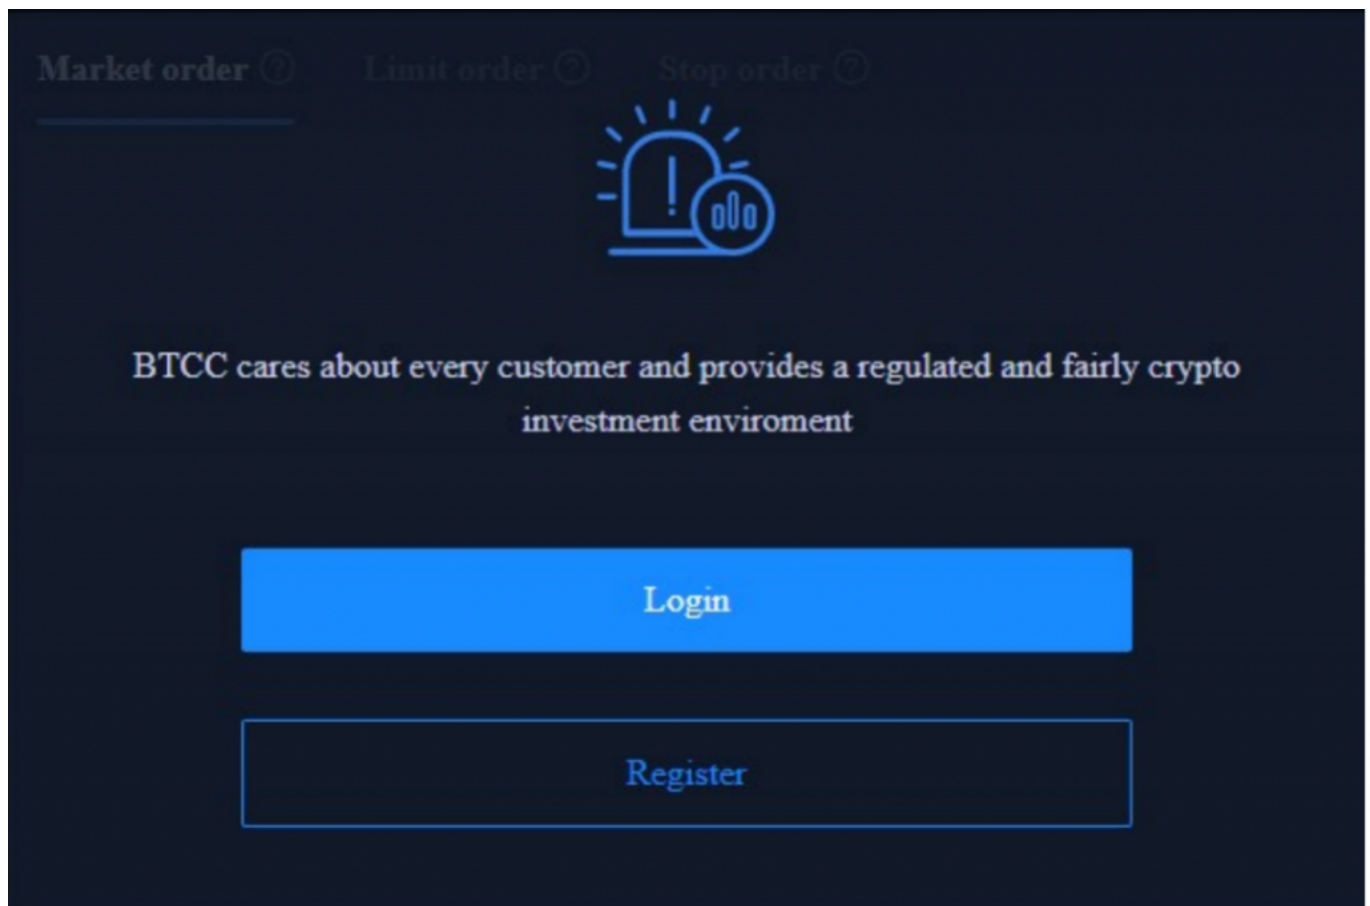 Market order Limit order Stop order
BTCC cares about every customer and provides a regulated and fairly crypto
investment enviroment
Login
Register